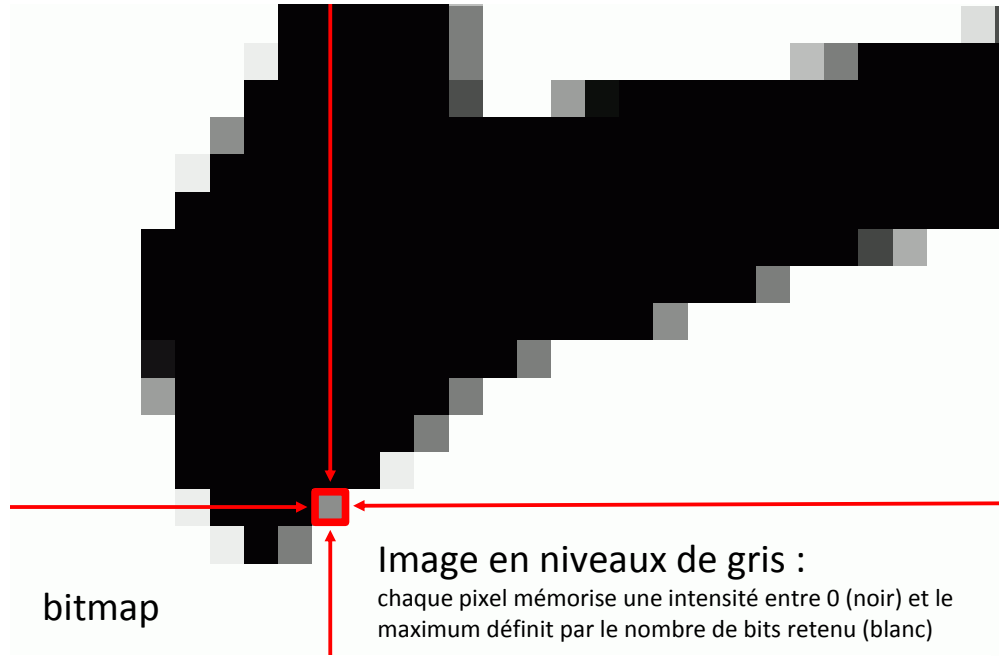 Image en niveaux de gris :
chaque pixel mémorise une intensité entre 0 (noir) et le
maximum définit par le nombre de bits retenu (blanc)
bitmap